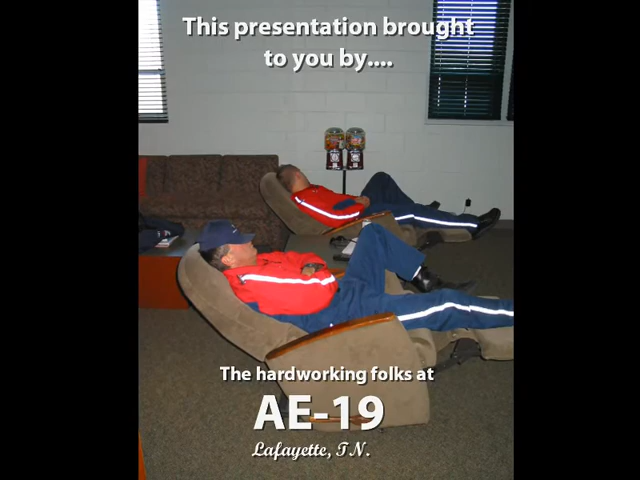 This presentation brought
to you by....
The hardworking folks at
AE-19
Lafayette, TN.